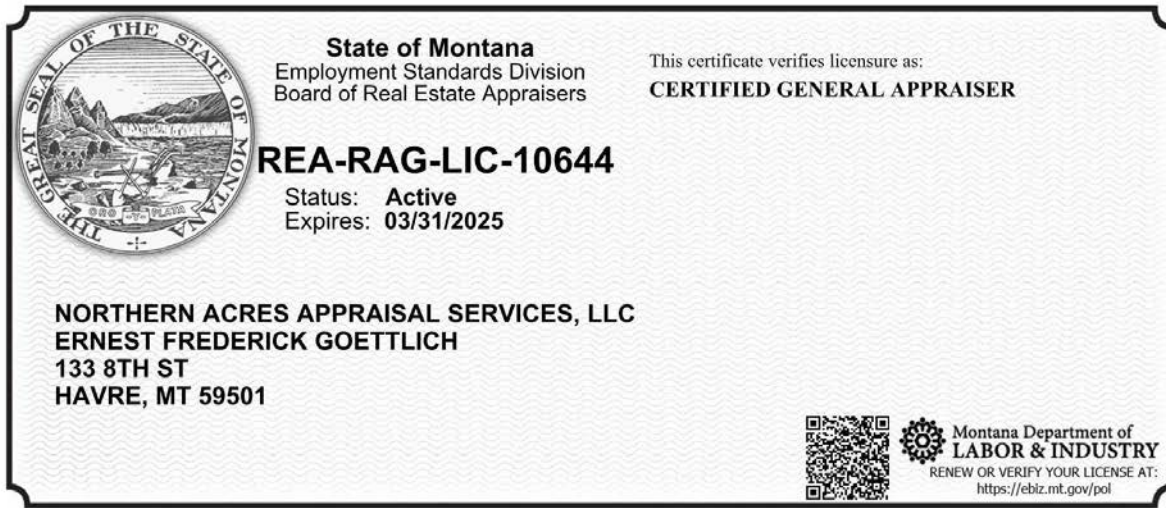 THE GREAT SEAL OF THE STATE OF MONTANA
ORO Y PLATA
State of Montana
Employment Standards Division
Board of Real Estate Appraisers
REA-RAG-LIC-10644
Status: Active
Expires: 03/31/2025
This certificate verifies licensure as:
CERTIFIED GENERAL APPRAISER
NORTHERN ACRES APPRAISAL SERVICES, LLC
ERNEST FREDERICK GOETTLICH
133 8TH ST
HAVRE, MT 59501
Montana Department of
LABOR & INDUSTRY
RENEW OR VERIFY YOUR LICENSE AT:
https://ebiz.mt.gov/pol